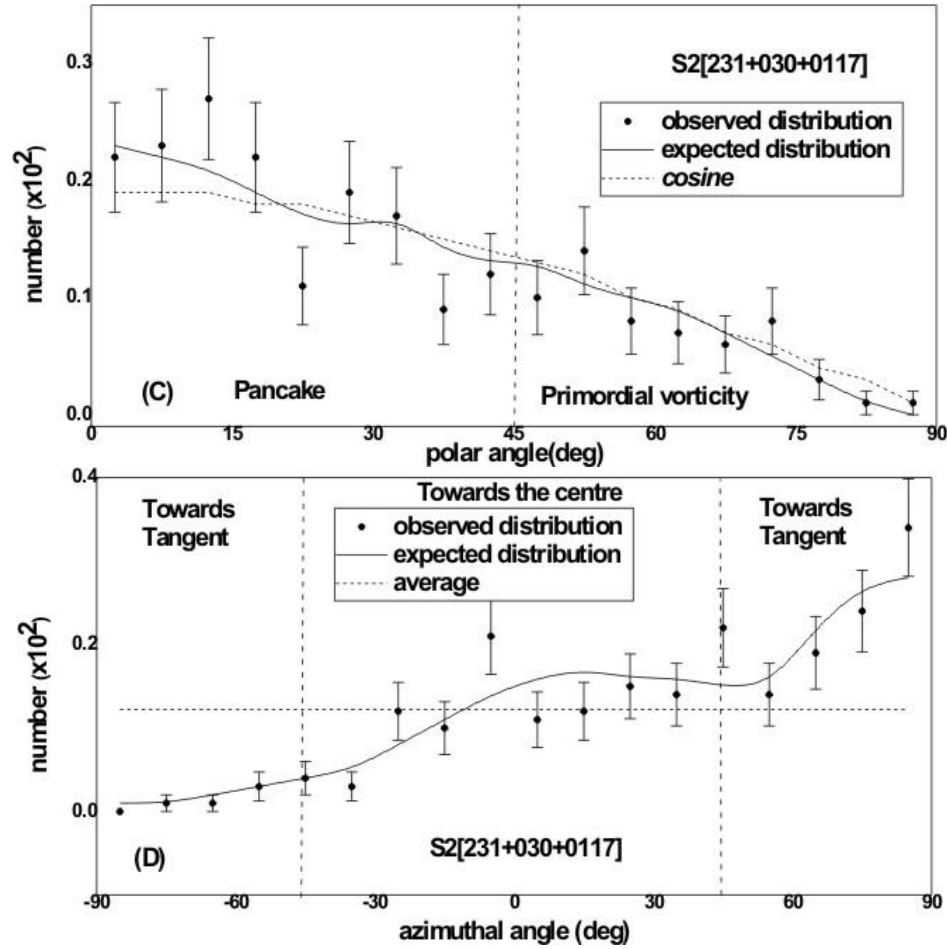 0.3
0.2
0.1
0.0
number (x10²)
S2[231+030+0117]
observed distribution
expected distribution
cosine
(C)
Pancake
Primordial vorticity
0 15 30 45 60 75 90
polar angle(deg)
0.4
0.2
0.0
number (x10²)
Towards
Tangent
Towards the centre
observed distribution
expected distribution
average
Towards
Tangent
(D)
S2[231+030+0117]
-90 -60 -30 0 30 60 90
azimuthal angle (deg)